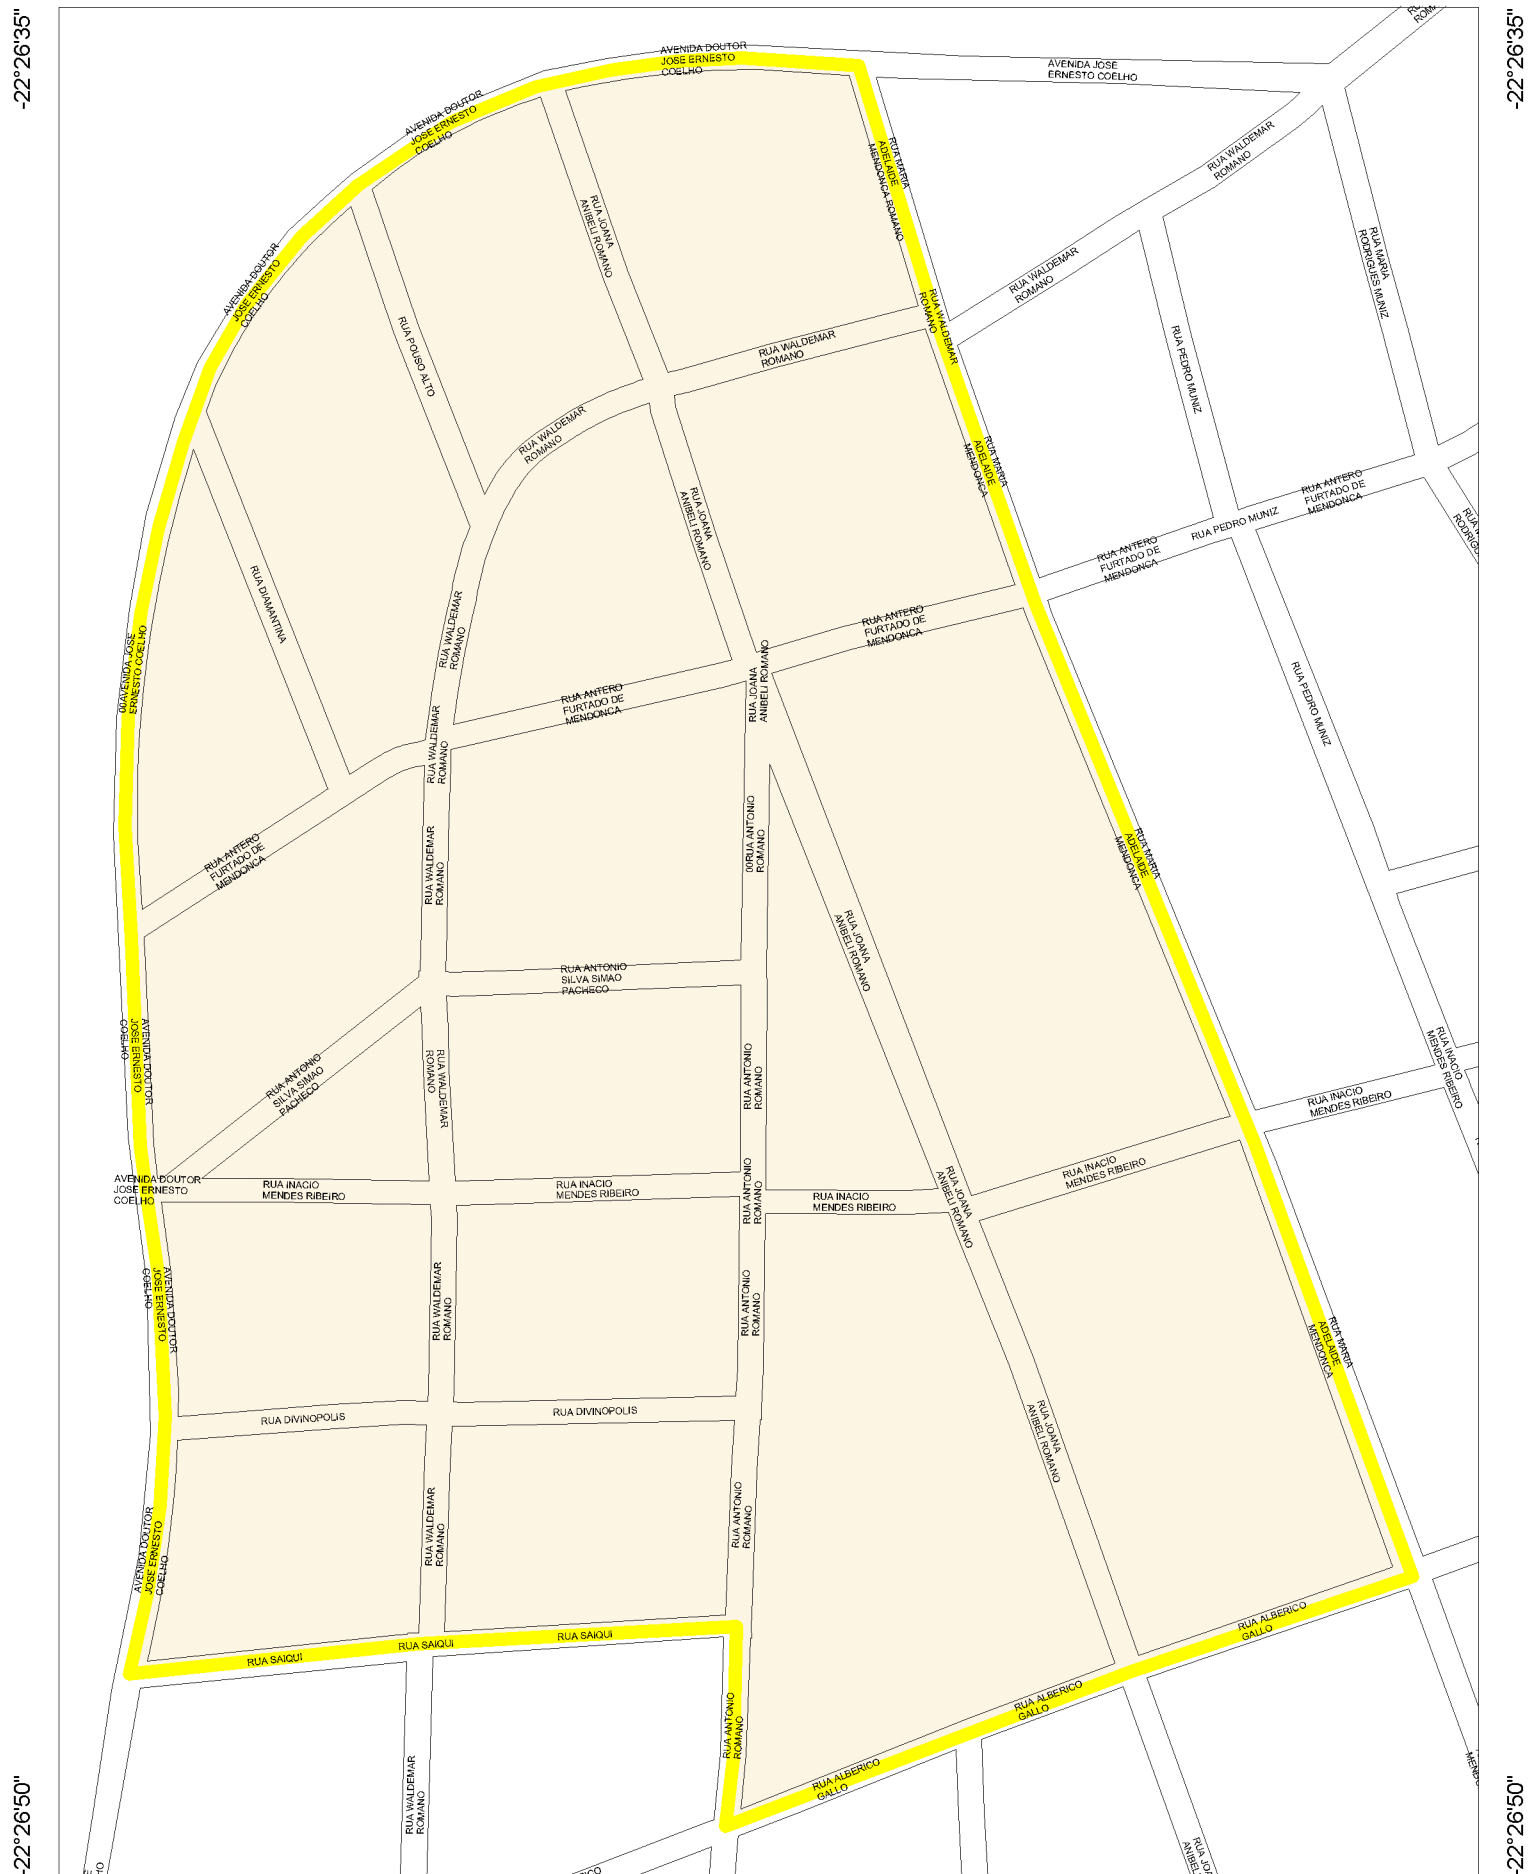 -22°26'35"
-22°26'35"
AVENIDA DOUTOR
JOSE ERNESTO
COELHO
AVENIDA JOSE
ERNESTO COELHO
AVENIDA DOUTOR
JOSE ERNESTO
COELHO
RUA MARIA
ADELAIDE
MENDONCA ROMANO
RUA WALDEMAR
ROMANO
RUA JOANA
ANIBELI ROMANO
AVENIDA DOUTOR
JOSE ERNESTO
COELHO
RUA WALDEMAR
ROMANO
RUA MARIA
RODRIGUES MUNIZ
RUA POUSO ALTO
RUA WALDEMAR
ROMANO
RUA WALDEMAR
ROMANO
RUA PEDRO MUNIZ
RUA WALDEMAR
ROMANO
RUA MARIA
ADELAIDE
MENDONCA
RUA JOANA
ANIBELI ROMANO
RUA ANTERO
FURTADO DE
MENDONCA
RUA PEDRO MUNIZ
RUA ANTERO
FURTADO DE
MENDONCA
RUA DIAMANTINA
RUA WALDEMAR
ROMANO
RUA ANTERO
FURTADO DE
MENDONCA
00AVENIDA JOSE
ERNESTO COELHO
RUA ANTERO
FURTADO DE
MENDONCA
RUA JOANA
ANIBELI ROMANO
RUA PEDRO MUNIZ
RUA WALDEMAR
ROMANO
RUA ANTERO
FURTADO DE
MENDONCA
RUA WALDEMAR
ROMANO
00RUA ANTONIO
ROMANO
RUA MARIA
ADELAIDE
MENDONCA
RUA JOANA
ANIBELI ROMANO
RUA ANTONIO
SILVA SIMAO
PACHECO
AVENIDA DOUTOR
JOSE ERNESTO
COELHO
RUA ANTONIO
SILVA SIMAO
PACHECO
RUA WALDEMAR
ROMANO
RUA ANTONIO
ROMANO
RUA INACIO
MENDES RIBEIRO
RUA INACIO
MENDES RIBEIRO
AVENIDA DOUTOR
JOSE ERNESTO
COELHO
RUA INACIO
MENDES RIBEIRO
RUA INACIO
MENDES RIBEIRO
RUA ANTONIO
ROMANO
RUA INACIO
MENDES RIBEIRO
RUA JOANA
ANIBELI ROMANO
RUA INACIO
MENDES RIBEIRO
AVENIDA DOUTOR
JOSE ERNESTO
COELHO
RUA WALDEMAR
ROMANO
RUA ANTONIO
ROMANO
RUA MARIA
ADELAIDE
MENDONCA
RUA DIVINOPOLIS
RUA DIVINOPOLIS
RUA JOANA
ANIBELI ROMANO
AVENIDA DOUTOR
JOSE ERNESTO
COELHO
RUA WALDEMAR
ROMANO
RUA ANTONIO
ROMANO
RUA SAIQUI
RUA SAIQUI
RUA SAIQUI
RUA ALBERICO
GALLO
RUA ANTONIO
ROMANO
RUA ALBERICO
GALLO
RUA ALBERICO
GALLO
RUA WALDEMAR
ROMANO
-22°26'50"
-22°26'50"